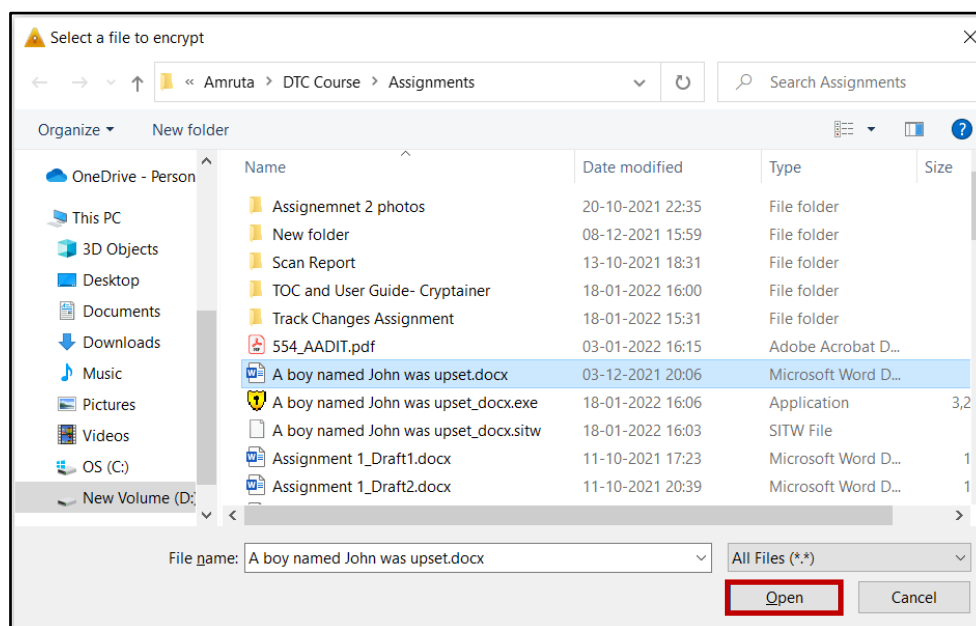 Select a file to encrypt
« Amruta > DTC Course > Assignments
Search Assignments
Organize New folder
Name Date modified Type Size
OneDrive - Person
This PC
3D Objects
Desktop
Documents
Downloads
Music
Pictures
Videos
OS (C:)
New Volume (D:
Assignemnet 2 photos 20-10-2021 22:35 File folder
New folder 08-12-2021 15:59 File folder
Scan Report 13-10-2021 18:31 File folder
TOC and User Guide- Cryptainer 18-01-2022 16:00 File folder
Track Changes Assignment 18-01-2022 15:31 File folder
554_AADIT.pdf 03-01-2022 16:15 Adobe Acrobat D...
A boy named John was upset.docx 03-12-2021 20:06 Microsoft Word D...
A boy named John was upset_docx.exe 18-01-2022 16:06 Application 3,2
A boy named John was upset_docx.sitw 18-01-2022 16:03 SITW File
Assignment 1_Draft1.docx 11-10-2021 17:23 Microsoft Word D... 1
Assignment 1_Draft2.docx 11-10-2021 20:39 Microsoft Word D... 1
File name: A boy named John was upset.docx All Files (*.*)
Open Cancel